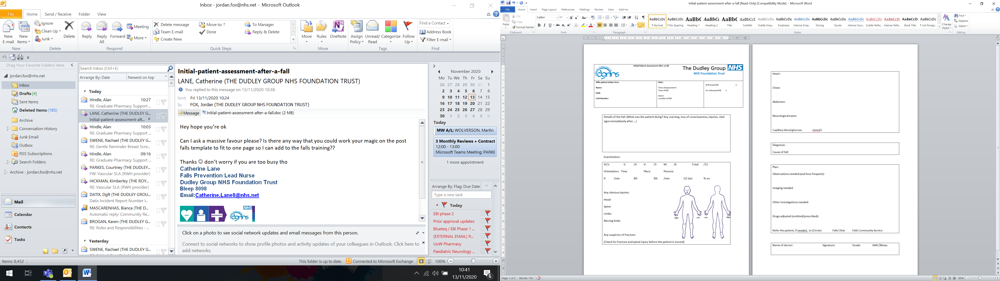 Inbox - jordan.fox@nhs.net - Microsoft Outlook
File Home Send / Receive Folder View
New E-mail
New Items
Ignore
Clean Up
Junk
Delete
Reply
Reply All
Forward
Meeting
More
Delete message
Team E-mail
Create New
Move to: ?
Done
To Manager
Reply & Delete
Move
Rules
OneNote
Assign Policy
Unread/ Read
Categorize
Follow Up
Find a Contact
Address Book
Filter E-mail
New Delete Respond Quick Steps Move Tags Find
Drag Your Favorite Folders Here
jordan.fox@nhs.net
Inbox
Drafts [4]
Sent Items
Deleted Items (185)
Archive
Conversation History
Junk Email
Outbox
RSS Subscriptions
Search Folders
Archive - jordan.fox@nhs.net
Mail
Calendar
Contacts
Tasks
Search Inbox (Ctrl+E)
Arrange By: Date Newest on top
Today
Hindle, Alan 10:27
RE: Graduate Pharmacy Support ...
LANE, Catherine (THE DUDLEY G...
Initial-patient-assessment-aft...
Hindle, Alan 10:03
RE: Graduate Pharmacy Support ...
SWENE, Rachael (THE DUDLEY G...
RE: Gentle Reminder Breast Scre...
Hindle, Alan 09:16
RE: Graduate Pharmacy Support ...
PARKES, Courtney (THE DUDLEY...
FW: Vascular SLA (RWH provider)
HICKMAN, Kimberley (THE ROY...
RE: Vascular SLA (RWH provider)
DATIX, Dgft (THE DUDLEY GROU...
Datix Incident Report Number I...
MASCARENHAS, Bianca (THE D...
Automatic reply: Community Re...
BROGAN, Karen (THE DUDLEY G...
RE: Roles and Responsibilities - ...
Yesterday
SWENE, Rachael (THE DUDLEY G...
Initial-patient-assessment-after-a-fall
LANE, Catherine (THE DUDLEY GROUP NHS FOUNDATION TRUST)
You replied to this message on 13/11/2020 10:38.
Sent: Fri 13/11/2020 10:24
To: FOX, Jordan (THE DUDLEY GROUP NHS FOUNDATION TRUST)
Message Initial-patient-assessment-after-a-fall.doc (2 MB)
Hey hope you're ok
Can I ask a massive favour please? Is there any way that you could work your magic on the post
falls template to fit to one page so I can add to the falls training??
Thanks ☺ don't worry if you are too busy tho
Catherine Lane
Falls Prevention Lead Nurse
Dudley Group NHS Foundation Trust
Bleep 8098
Email:Catherine.Lane8@nhs.net
CARE RESPECT RESPONSIBILITY dgnhs NHS
Click on a photo to see social network updates and email messages from this person.
Connect to social networks to show profile photos and activity updates of your colleagues in Outlook. Click here to
add networks.
November 2020
Mo Tu We Th Fr Sa Su
26 27 28 29 30 31 1
2 3 4 5 6 7 8
9 10 11 12 13 14 15
16 17 18 19 20 21 22
23 24 25 26 27 28 29
30 1 2 3 4 5 6
Today
MW A/L; WOLVERSON, Martin
3 Monthly Reviews + Contract
12:00 - 13:00
Microsoft Teams Meeting; PARKE
1 more appointment
Arrange By: Flag: Due Date
Type a new task
Today
EBI phase 2
Prior approval updates
Blueteq / EBI Phase 1 ...
[EXTERNAL EMAIL] R...
UoW Pharmacy
Paediatric Neurology ...
Items: 8,452 This folder is up to date. Connected to Microsoft Exchange 100%
10:41
13/11/2020
6
Initial-patient-assessment-after-a-fall [Read-Only] [Compatibility Mode] - Microsoft Word
File Home Insert Page Layout References Mailings Review View Add-Ins
Paste
Cut
Copy
Format Painter
Calibri 11
AaBbCcDc ¶ Normal
AaBbCcDc ¶ No Spacing
AaBbC Heading 1
AaBbCc Heading 2
AaBbC Title
AaBbCcD Subtitle
AaBbCcDc Subtle Emp...
AaBbCcDc Emphasis
AaBbCcDc Intense Emp...
AaBbCcDc Strong
AaBbCcDc Quote
AaBbCcDc Intense Quo...
AaBbCcDc Subtle Refer...
AaBbCcDc Intense Refe...
AaBbCcDc Book Title
AaBbCcDc ¶ List Paragr...
Change Styles
Find
Replace
Select
Clipboard Font Paragraph Styles Editing
Initial Patient Assessment After a Fall
dgnhs
The Dudley Group NHS
NHS Foundation Trust
Affix patient sticker here
Name:
DOB:
Unit Number:
Date:
Time of assessment:
Time of fall:
Ward:
Location of fall:
Witnessed fall
Un-witnessed fall
Details of the fall: (What was the patient doing? Any warning, loss of consciousness, injuries, vital
signs immediately after....)
Examination:
GCS: E: /4 V: /5 M: /6 Total /15
Orientation: Time Place Persons
P: /min BP: RR: /min O2 Sat: % on
Any obvious injuries:
Head:
Spine:
Limbs:
Moving limbs
Right Left Left Right
Any suspicion of fracture:
(Check for fracture and spinal injury before the patient is moved)
Heart:
Chest:
Abdomen:
Neurological exam:
Capillary blood glucose: mmol/L
Diagnosis:
Cause of fall:
Plan:
Observations needed (and how frequent):
Imaging needed:
Other investigations needed:
Drugs adjusted (omitted/prescribed):
Refer the patient, if needed , to (Circle): Falls Clinic Falls Community Service
Name of doctor: Signature: Grade: GMC/Bleep:
Page: 1 of 2 Words: 142 80%